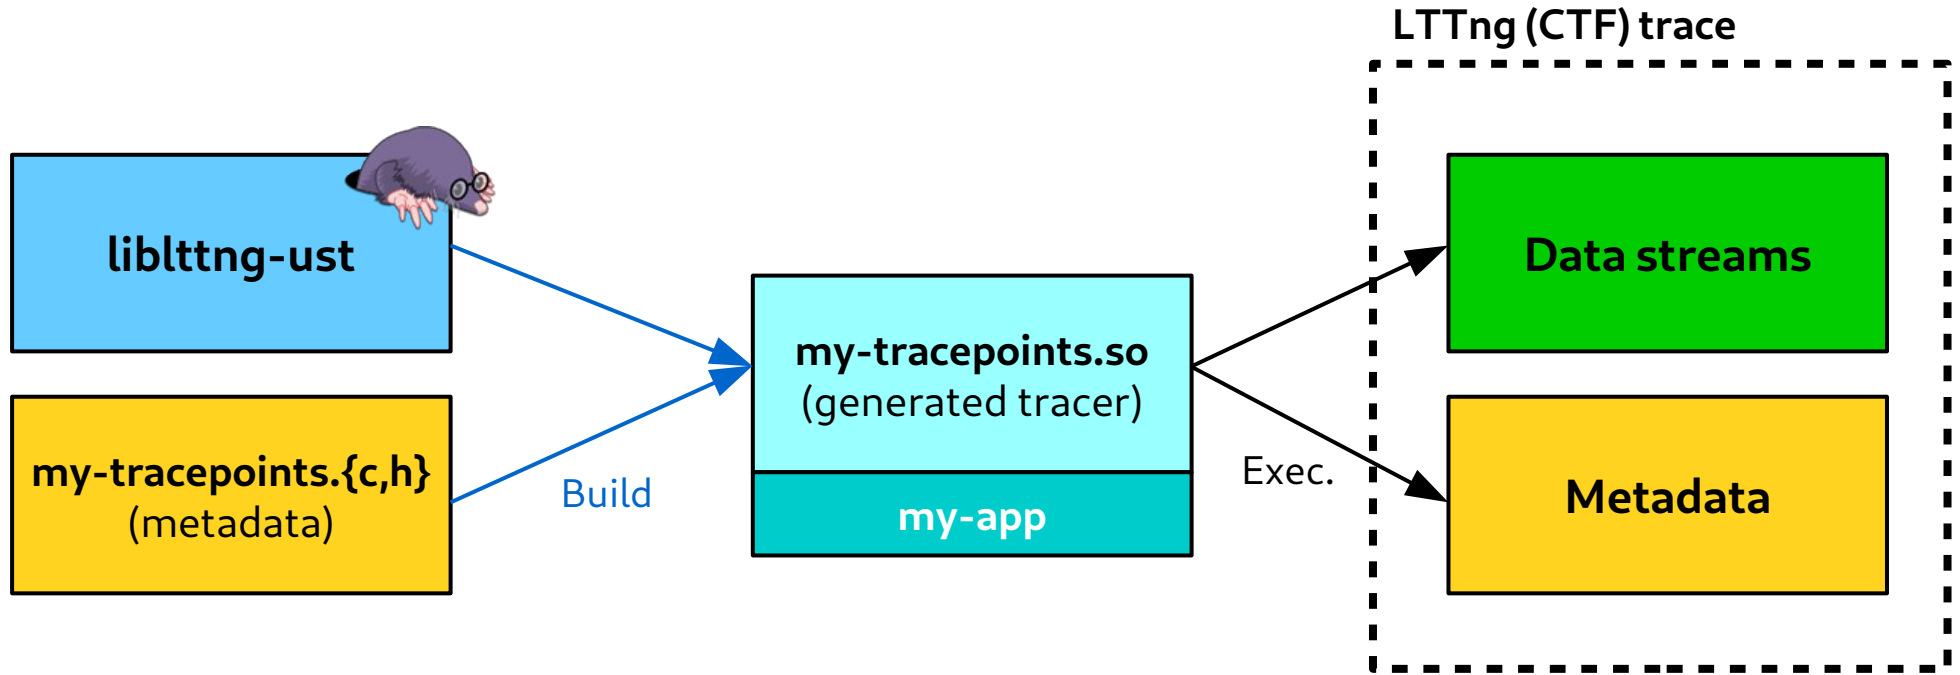 LTTng (CTF) trace
liblttng-ust
my-tracepoints.{c,h}
(metadata)
Build
my-tracepoints.so
(generated tracer)
my-app
Exec.
Data streams
Metadata